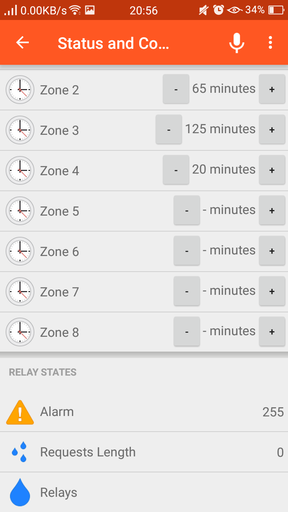 0.00KB/s 20:56 34%
Status and Co...
Zone 2 - 65 minutes +
Zone 3 - 125 minutes +
Zone 4 - 20 minutes +
Zone 5 - - minutes +
Zone 6 - - minutes +
Zone 7 - - minutes +
Zone 8 - - minutes +
RELAY STATES
Alarm 255
Requests Length 0
Relays